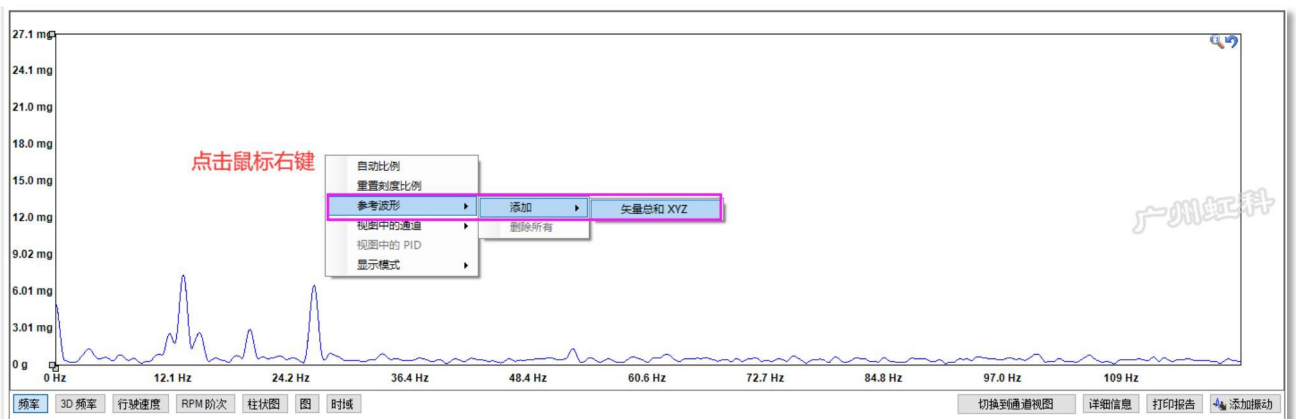 27.1 mg
24.1 mg
21.0 mg
18.0 mg
15.0 mg
12.0 mg
9.02 mg
6.01 mg
3.01 mg
0 g
点击鼠标右键
自动比例
重置刻度比例
参考波形
视图中的通道
视图中的 PID
显示模式
添加
删除所有
矢量总和 XYZ
广州虹科
0 Hz 12.1 Hz 24.2 Hz 36.4 Hz 48.4 Hz 60.6 Hz 72.7 Hz 84.8 Hz 97.0 Hz 109 Hz
频率 3D 频率 行驶速度 RPM 阶次 柱状图 图 时域 切换到通道视图 详细信息 打印报告 添加振动